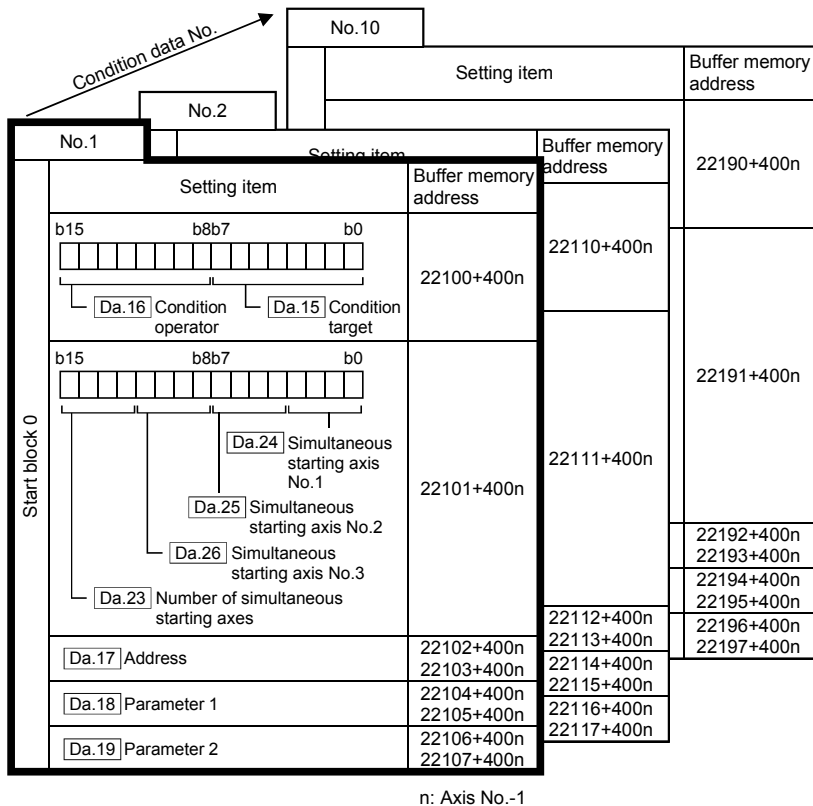 Condition data No.
No.10
Setting item
Buffer memory
address
22190+400n
22191+400n
22192+400n
22193+400n
22194+400n
22195+400n
22196+400n
22197+400n
No.2
Setting item
Buffer memory
address
22110+400n
22111+400n
22112+400n
22113+400n
22114+400n
22115+400n
22116+400n
22117+400n
No.1
Setting item
Buffer memory
address
Start block 0
b15 b8b7 b0
Da.16 Condition
operator
Da.15 Condition
target
22100+400n
b15 b8b7 b0
Da.24 Simultaneous
starting axis
No.1
Da.25 Simultaneous
starting axis No.2
Da.26 Simultaneous
starting axis No.3
Da.23 Number of simultaneous
starting axes
22101+400n
Da.17 Address
22102+400n
22103+400n
Da.18 Parameter 1
22104+400n
22105+400n
Da.19 Parameter 2
22106+400n
22107+400n
n: Axis No.-1